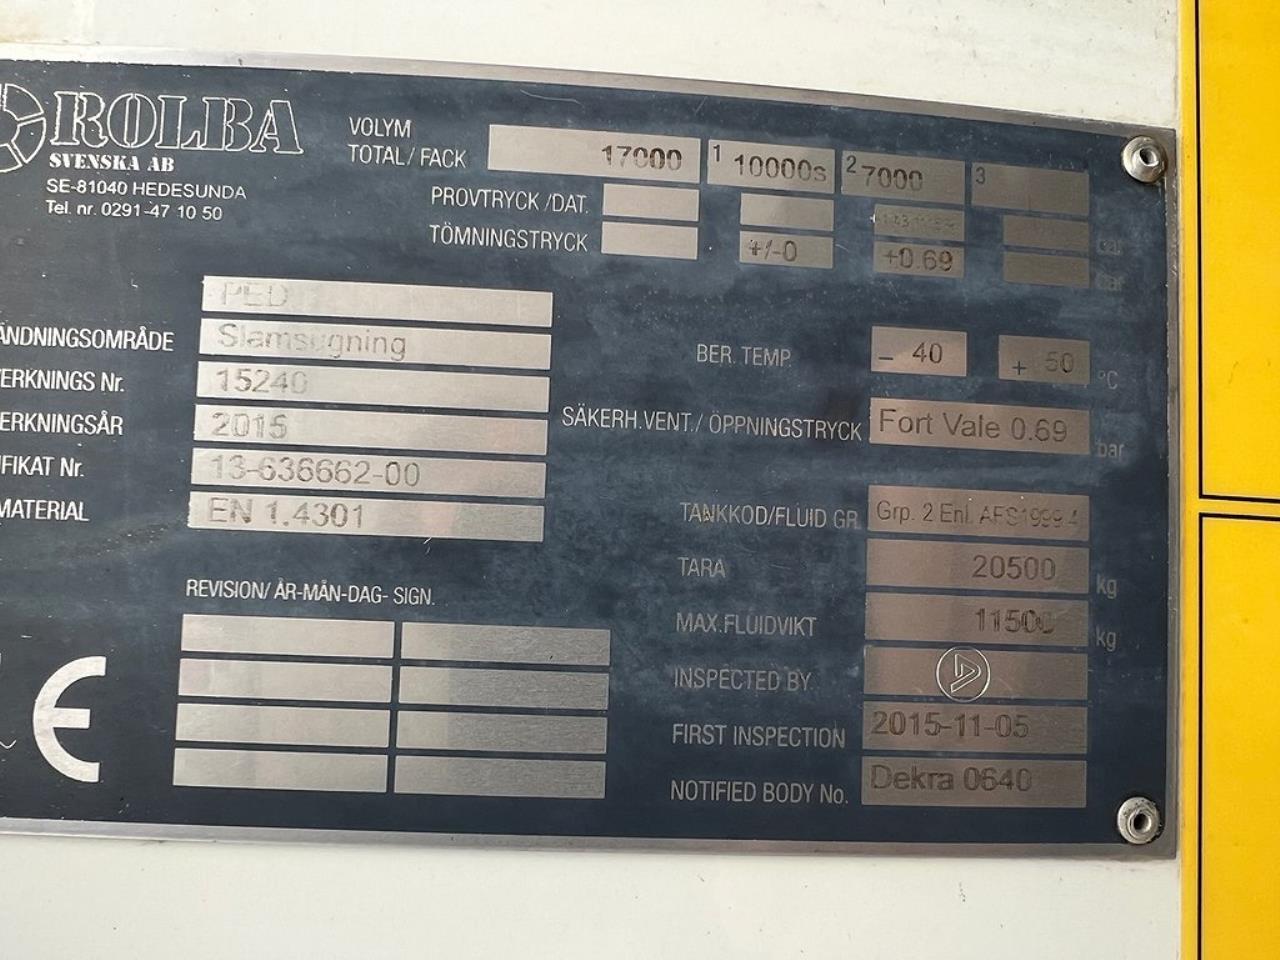 ROLBA
SVENSKA AB
SE-81040 HEDESUNDA
Tel. nr. 0291-47 10 50
VOLYM
TOTAL/ FACK 17000 1 10000s 2 7000 3
PROVTRYCK /DAT. bar
TÖMNINGSTRYCK +/-0 +0.69 bar
PED
ÄNDNINGSOMRÅDE Slamsugning
VERKNINGS Nr. 15240
ERKNINGSÅR 2015
FIKAT Nr. 13-636662-00
MATERIAL EN 1.4301
BER. TEMP. - 40 + 50 °C
SÄKERH.VENT./ ÖPPNINGSTRYCK Fort Vale 0.69 bar
TANKKOD/FLUID GR. Grp. 2 Enl. AFS1999:4
TARA 20500 kg
MAX.FLUIDVIKT 11500 kg
INSPECTED BY
FIRST INSPECTION 2015-11-05
NOTIFIED BODY No. Dekra 0640
REVISION/ ÅR-MÅN-DAG- SIGN.
CE